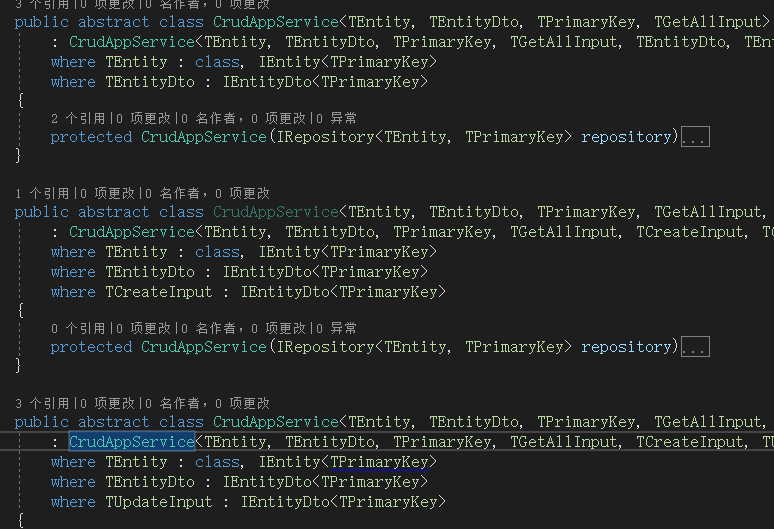 3 个引用|0 项更改|0 名作者，0 项更改
public abstract class CrudAppService<TEntity, TEntityDto, TPrimaryKey, TGetAllInput>
: CrudAppService<TEntity, TEntityDto, TPrimaryKey, TGetAllInput, TEntityDto, TEnt
where TEntity : class, IEntity<TPrimaryKey>
where TEntityDto : IEntityDto<TPrimaryKey>
{
2 个引用|0 项更改|0 名作者，0 项更改|0 异常
protected CrudAppService(IRepository<TEntity, TPrimaryKey> repository)...
}
1 个引用|0 项更改|0 名作者，0 项更改
public abstract class CrudAppService<TEntity, TEntityDto, TPrimaryKey, TGetAllInput,
: CrudAppService<TEntity, TEntityDto, TPrimaryKey, TGetAllInput, TCreateInput, TC
where TEntity : class, IEntity<TPrimaryKey>
where TEntityDto : IEntityDto<TPrimaryKey>
where TCreateInput : IEntityDto<TPrimaryKey>
{
0 个引用|0 项更改|0 名作者，0 项更改|0 异常
protected CrudAppService(IRepository<TEntity, TPrimaryKey> repository)...
}
3 个引用|0 项更改|0 名作者，0 项更改
public abstract class CrudAppService<TEntity, TEntityDto, TPrimaryKey, TGetAllInput,
: CrudAppService<TEntity, TEntityDto, TPrimaryKey, TGetAllInput, TCreateInput, TU
where TEntity : class, IEntity<TPrimaryKey>
where TEntityDto : IEntityDto<TPrimaryKey>
where TUpdateInput : IEntityDto<TPrimaryKey>
{